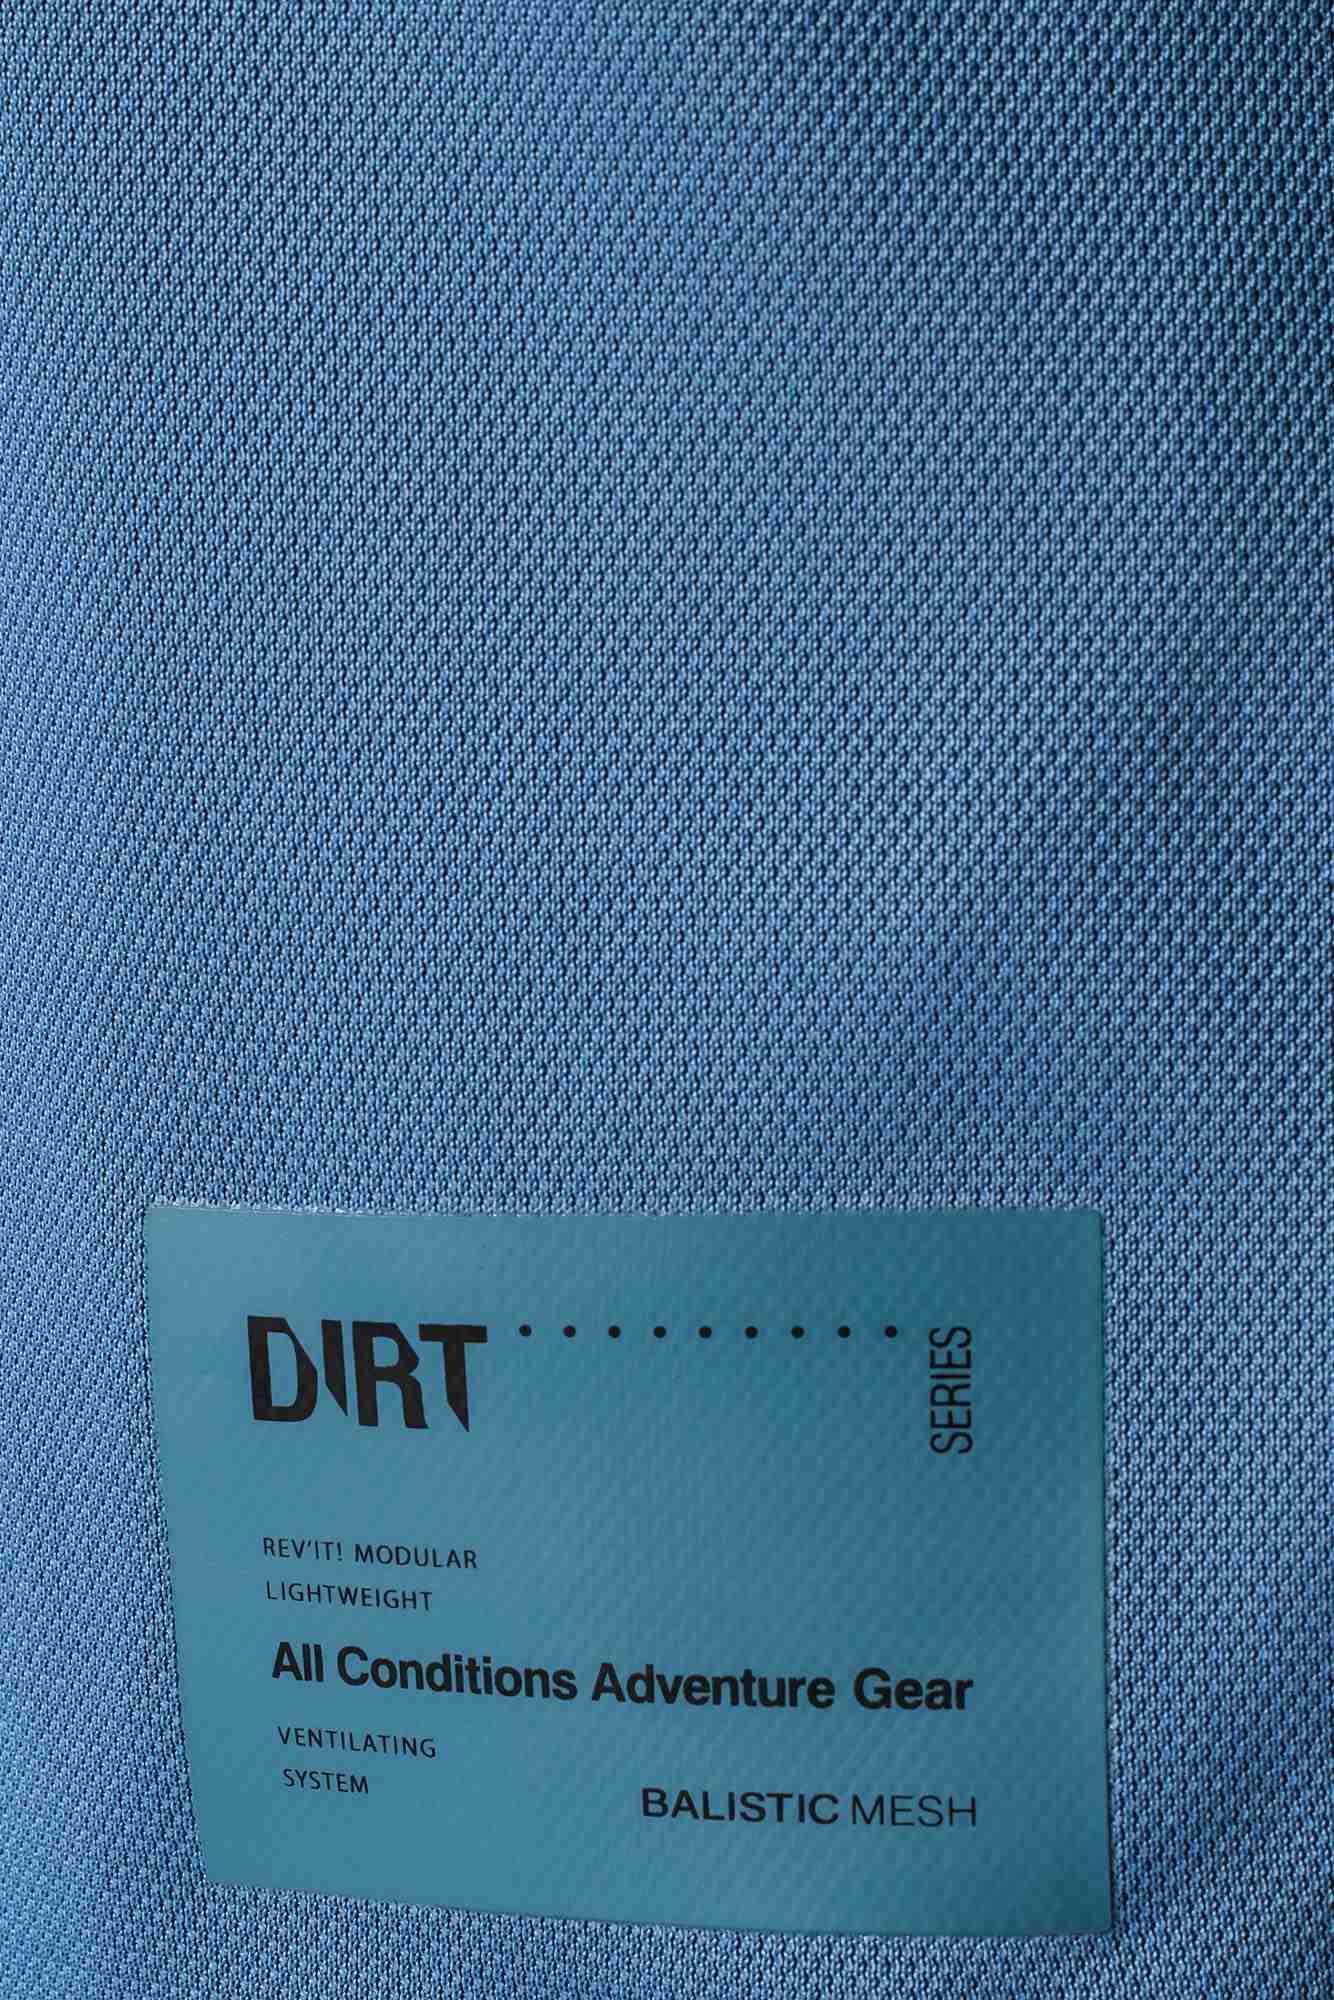 DIRT ......... SERIES
REV'IT! MODULAR
LIGHTWEIGHT
All Conditions Adventure Gear
VENTILATING
SYSTEM
BALISTIC MESH